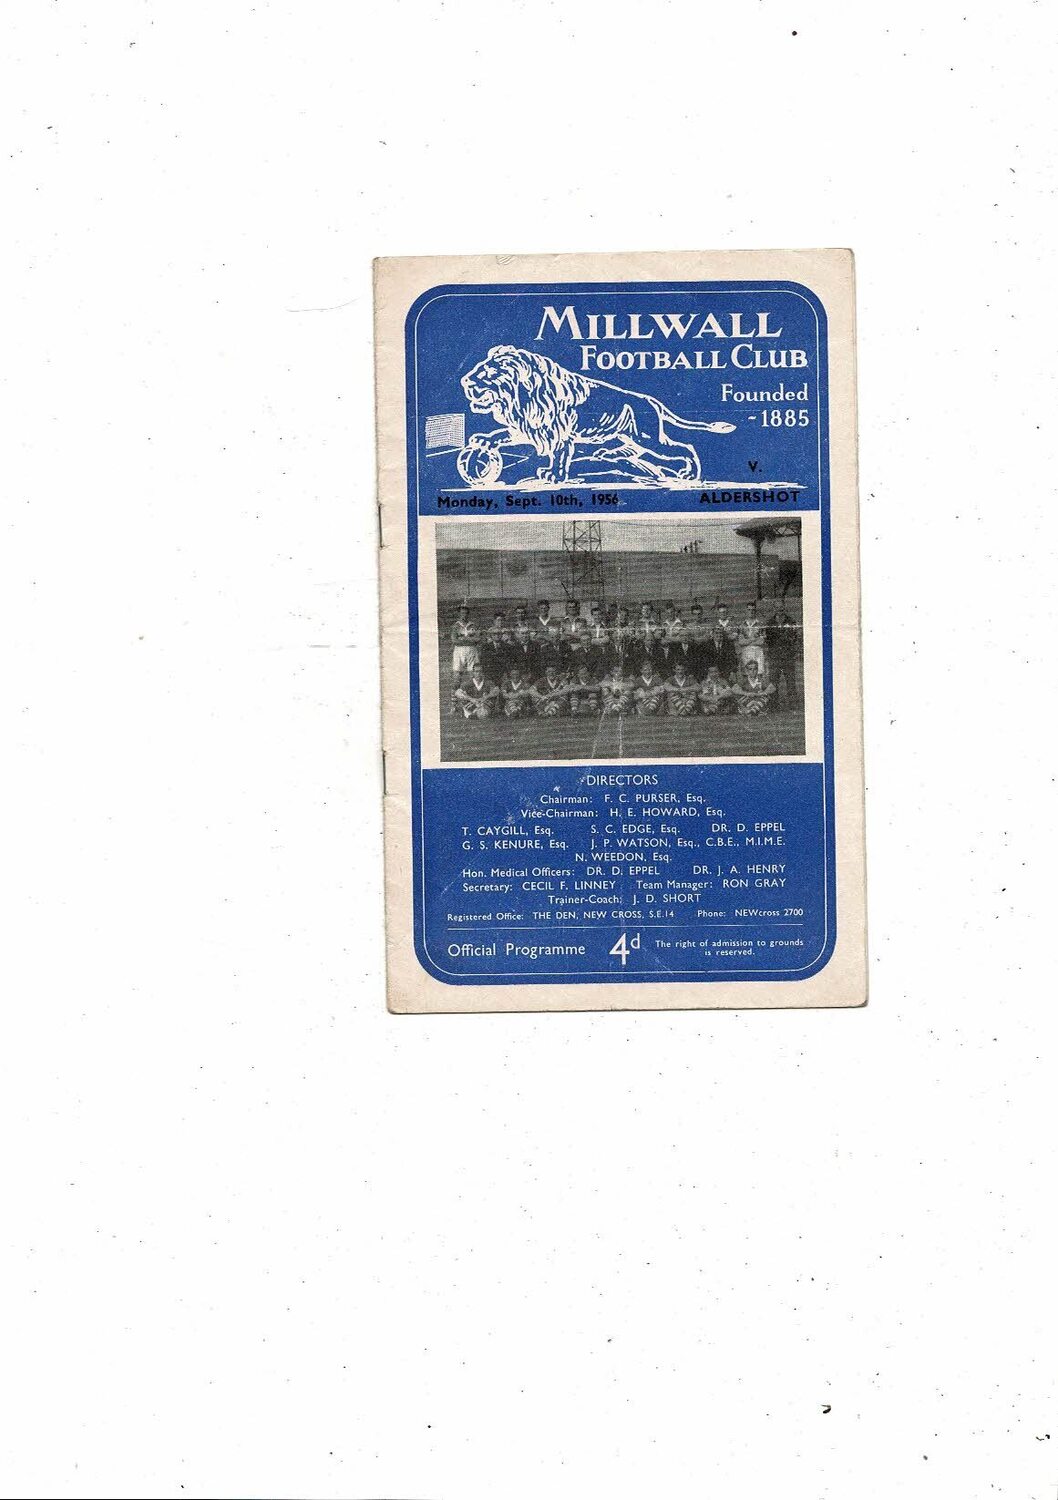 MILLWALL
FOOTBALL CLUB
Founded
- 1885
V.
Monday, Sept. 10th, 1956 ALDERSHOT
DIRECTORS
Chairman: F. C. PURSER, Esq.
Vice-Chairman: H. E. HOWARD, Esq.
T. CAYGILL, Esq. S. C. EDGE, Esq. DR. D. EPPEL
G. S. KENURE, Esq. J. P. WATSON, Esq., C.B.E., M.I.M.E.
N. WEEDON, Esq.
Hon. Medical Officers: DR. D. EPPEL DR. J. A. HENRY
Secretary: CECIL F. LINNEY Team Manager: RON GRAY
Trainer-Coach: J. D. SHORT
Registered Office: THE DEN, NEW CROSS, S.E.14 Phone: NEWcross 2700
Official Programme 4d The right of admission to grounds
is reserved.